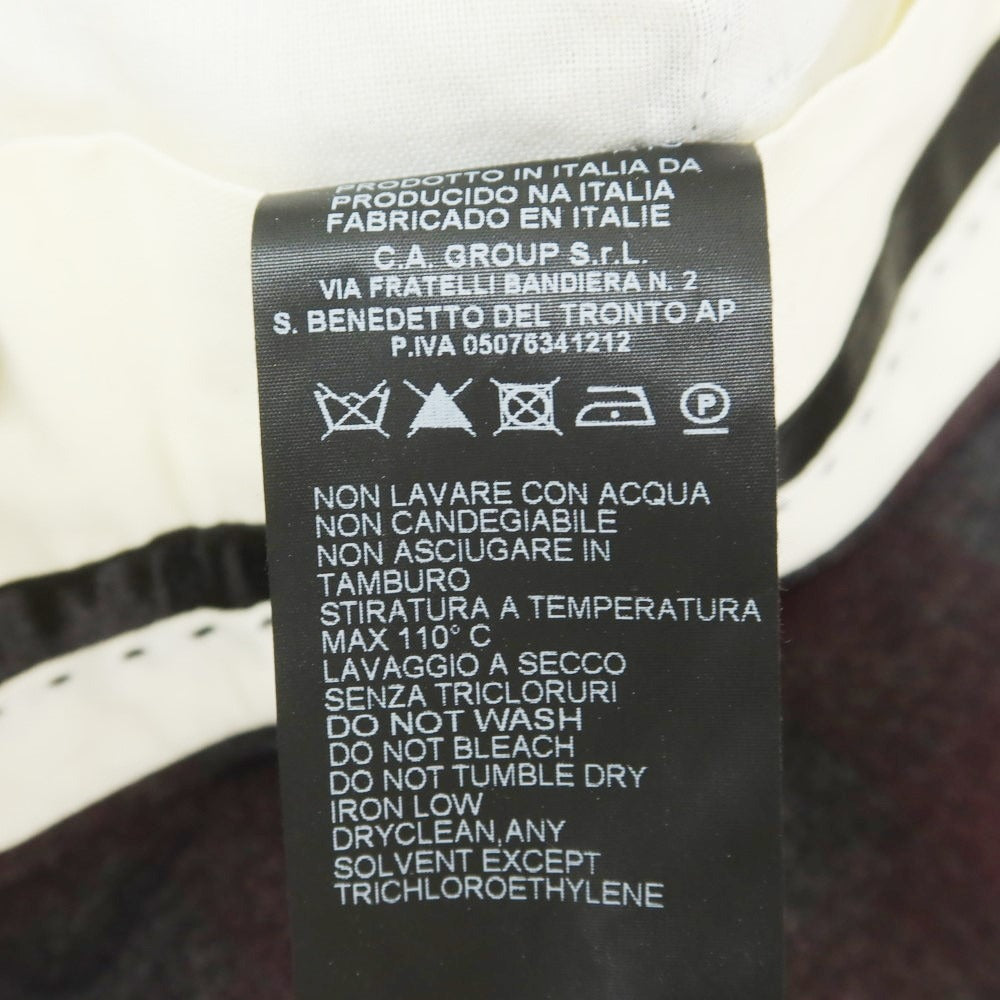 PRODOTTO IN ITALIA DA
PRODUCIDO NA ITALIA
FABRICADO EN ITALIE
C.A. GROUP S.r.L.
VIA FRATELLI BANDIERA N. 2
S. BENEDETTO DEL TRONTO AP
P.IVA 05076341212
P
NON LAVARE CON ACQUA
NON CANDEGIABILE
NON ASCIUGARE IN
TAMBURO
STIRATURA A TEMPERATURA
MAX 110° C
LAVAGGIO A SECCO
SENZA TRICLORURI
DO NOT WASH
DO NOT BLEACH
DO NOT TUMBLE DRY
IRON LOW
DRYCLEAN,ANY
SOLVENT EXCEPT
TRICHLOROETHYLENE